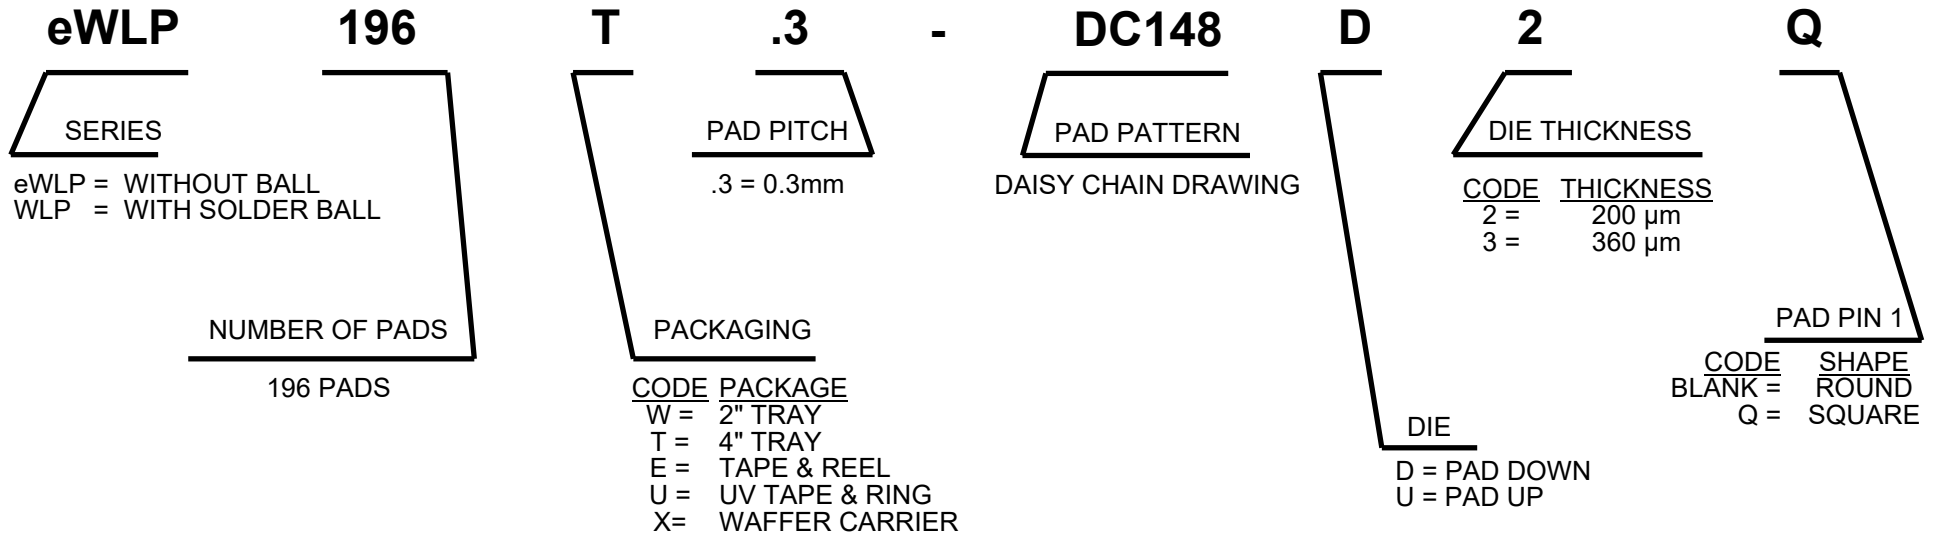 eWLP 196 T .3 - DC148 D 2 Q
SERIES
eWLP = WITHOUT BALL
WLP = WITH SOLDER BALL
NUMBER OF PADS
196 PADS
PACKAGING
CODE PACKAGE
W = 2" TRAY
T = 4" TRAY
E = TAPE & REEL
U = UV TAPE & RING
X= WAFFER CARRIER
PAD PITCH
.3 = 0.3mm
PAD PATTERN
DAISY CHAIN DRAWING
DIE
D = PAD DOWN
U = PAD UP
DIE THICKNESS
CODE THICKNESS
2 = 200 µm
3 = 360 µm
PAD PIN 1
CODE SHAPE
BLANK = ROUND
Q = SQUARE